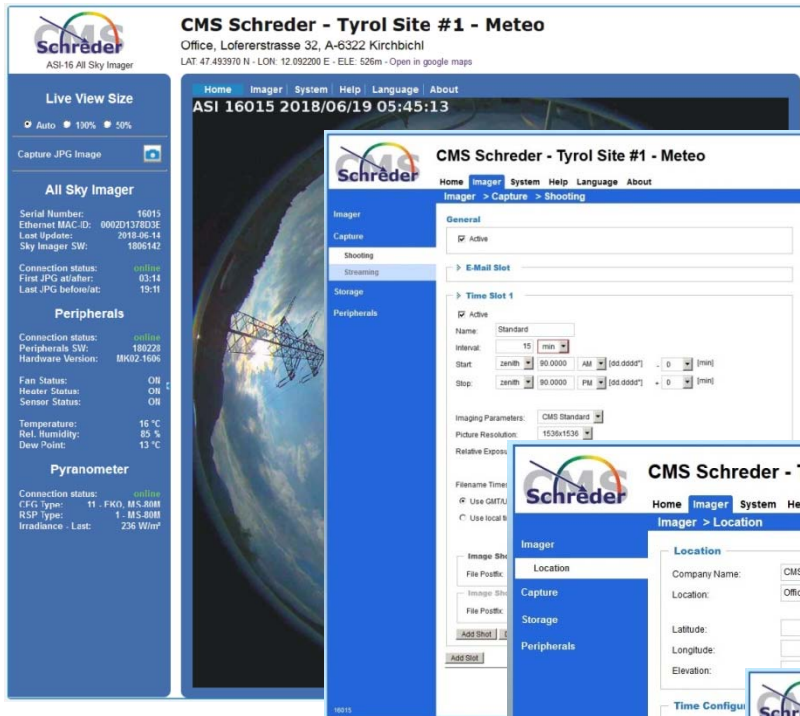 CMS
Schreder
ASI-16 All Sky Imager
CMS Schreder - Tyrol Site #1 - Meteo
Office, Lofererstrasse 32, A-6322 Kirchbichl
LAT: 47.493970 N - LON: 12.092200 E - ELE: 526m - Open in google maps
Live View Size
Auto 100% 50%
Capture JPG Image
All Sky Imager
Serial Number: 16015
Ethernet MAC-ID: 0002D1378D3E
Last Update: 2018-06-14
Sky Imager SW: 1806142
Connection status: online
First JPG at/after: 03:14
Last JPG before/at: 19:11
Peripherals
Connection status: online
Peripherals SW: 180228
Hardware Version: MK02-1606
Fan Status: ON
Heater Status: ON
Sensor Status: ON
Temperature: 16 °C
Rel. Humidity: 85 %
Dew Point: 13 °C
Pyranometer
Connection status: online
CFG Type: 11 - EKO, MS-80M
RSP Type: 1 - MS-80M
Irradiance - Last: 236 W/m²
Home Imager System Help Language About
ASI 16015 2018/06/19 05:45:13
CMS
Schreder
CMS Schreder - Tyrol Site #1 - Meteo
Home Imager System Help Language About
Imager > Capture > Shooting
Imager
Capture
Shooting
Streaming
Storage
Peripherals
16015
General
Active
E-Mail Slot
Time Slot 1
Active
Name: Standard
Interval: 15 min
Start: zenith 90.0000 AM [dd.dddd°] - 0 [min]
Stop: zenith 90.0000 PM [dd.dddd°] + 0 [min]
Imaging Parameters: CMS Standard
Picture Resolution: 1536x1536
Relative
Filename
Use
Use local
Image
File Postfix:
Image
File Postfix:
Add Shot
Add Slot
CMS
Schreder
CMS Schreder -
Home Imager System
Imager > Location
Imager
Location
Capture
Storage
Peripherals
Location
Company Name: CMS
Location:
Latitude:
Longitude:
Elevation:
Time